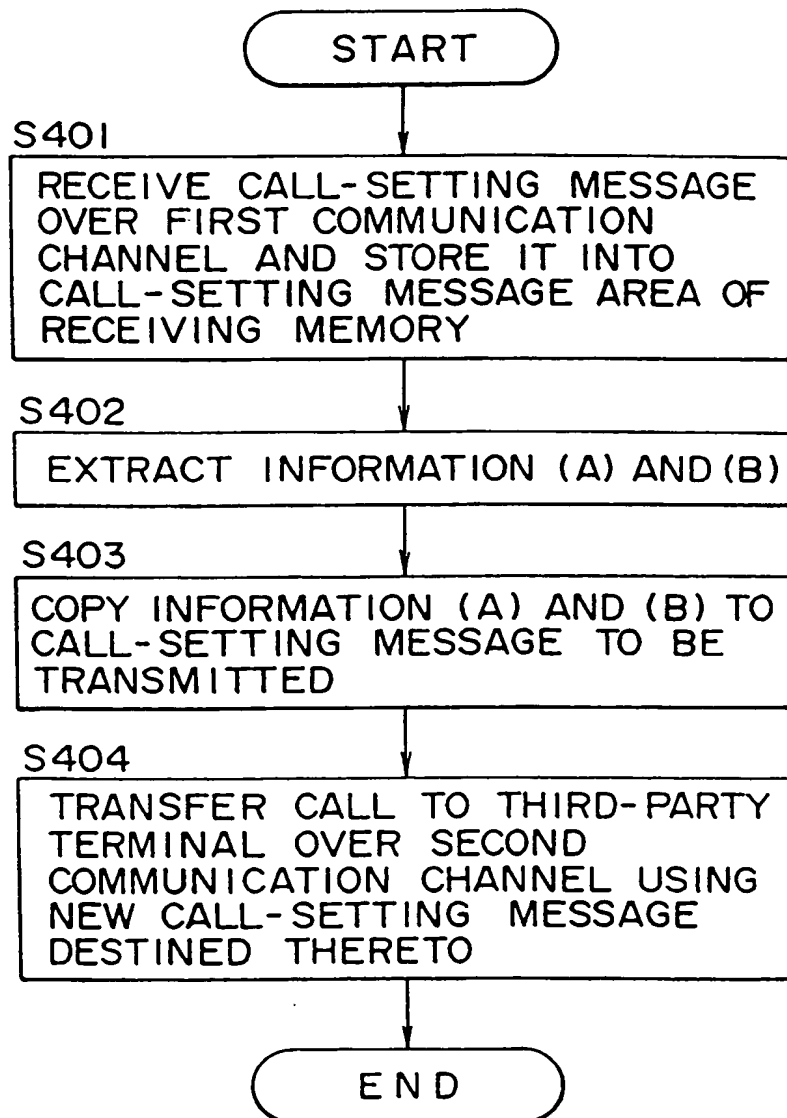 START
S401
RECEIVE CALL-SETTING MESSAGE
OVER FIRST COMMUNICATION
CHANNEL AND STORE IT INTO
CALL-SETTING MESSAGE AREA OF
RECEIVING MEMORY
S402
EXTRACT INFORMATION (A) AND (B)
S403
COPY INFORMATION (A) AND (B) TO
CALL-SETTING MESSAGE TO BE
TRANSMITTED
S404
TRANSFER CALL TO THIRD-PARTY
TERMINAL OVER SECOND
COMMUNICATION CHANNEL USING
NEW CALL-SETTING MESSAGE
DESTINED THERETO
END